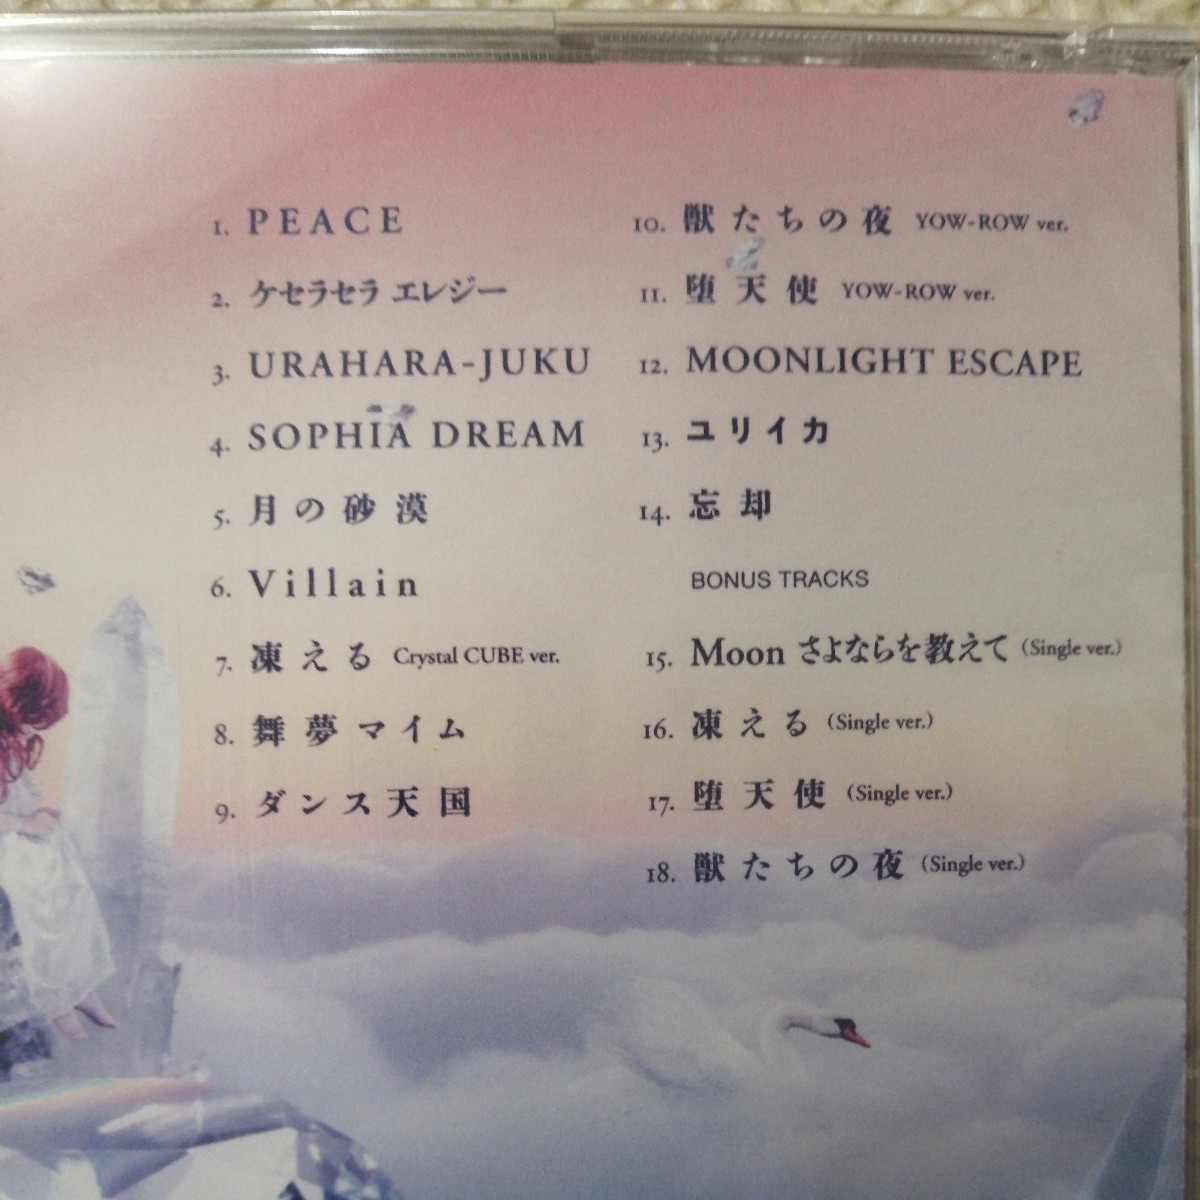 1. PEACE
2. ケセラセラ エレジー
3. URAHARA-JUKU
4. SOPHIA DREAM
5. 月の砂漠
6. Villain
7. 凍える Crystal CUBE ver.
8. 舞夢マイム
9. ダンス天国
10. 獣たちの夜 YOW-ROW ver.
11. 堕天使 YOW-ROW ver.
12. MOONLIGHT ESCAPE
13. ユリイカ
14. 忘却
BONUS TRACKS
15. Moon さよならを教えて (Single ver.)
16. 凍える (Single ver.)
17. 堕天使 (Single ver.)
18. 獣たちの夜 (Single ver.)